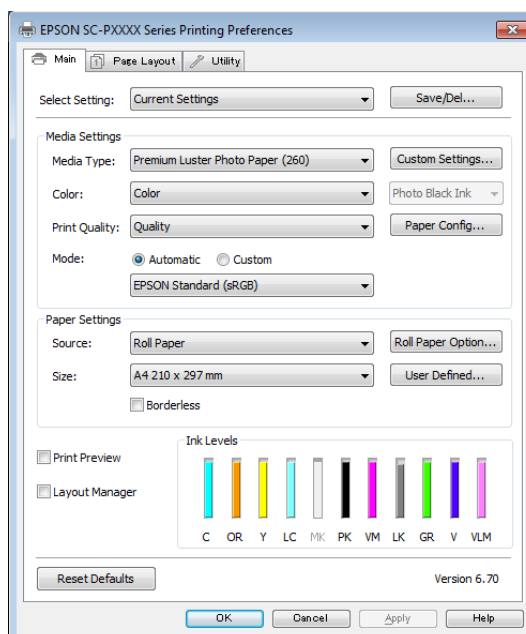 EPSON SC-PXXXX Series Printing Preferences
Main Page Layout Utility
Select Setting: Current Settings Save/Del...
Media Settings
Media Type: Premium Luster Photo Paper (260) Custom Settings...
Color: Color Photo Black Ink
Print Quality: Quality Paper Config...
Mode: Automatic Custom
EPSON Standard (sRGB)
Paper Settings
Source: Roll Paper Roll Paper Option...
Size: A4 210 x 297 mm User Defined...
Borderless
Print Preview
Layout Manager
Ink Levels
C OR Y LC MK PK VM LK GR V VLM
Reset Defaults Version 6.70
OK Cancel Apply Help